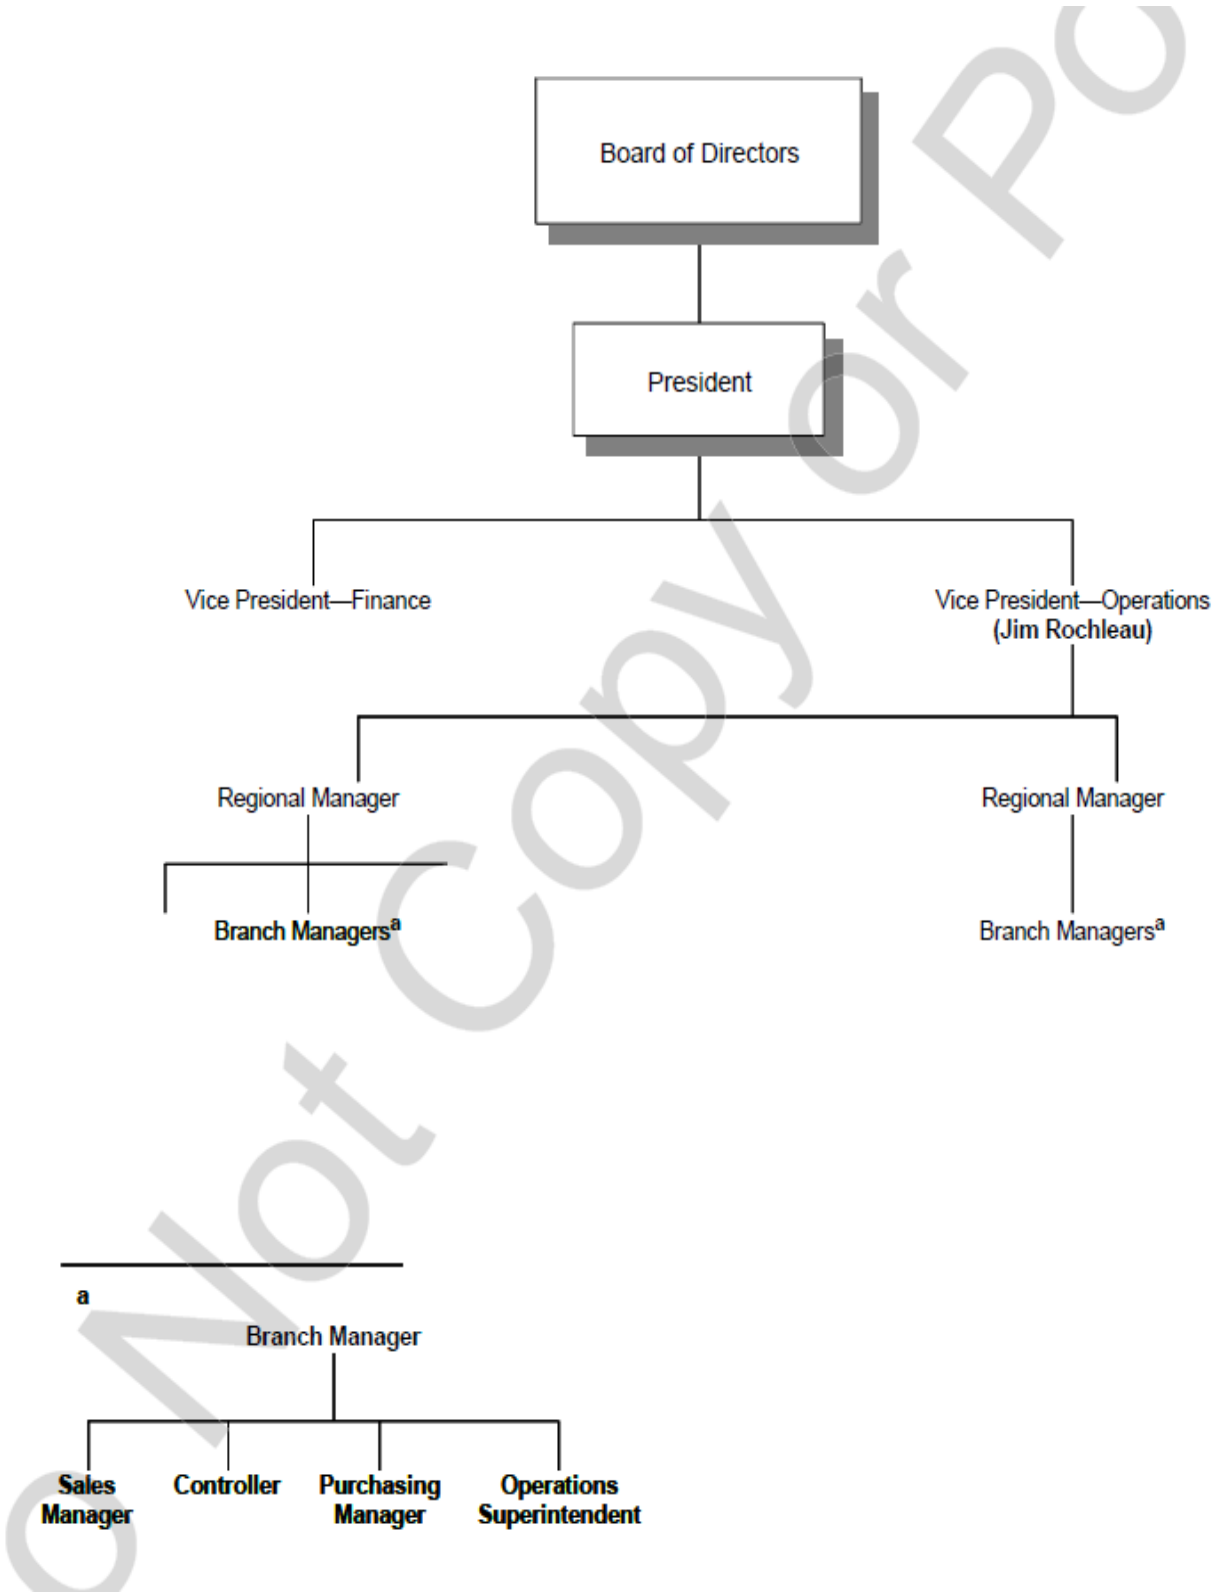 Board of Directors
President
Vice President—Finance
Vice President—Operations
(Jim Rochleau)
Regional Manager
Regional Manager
Branch Managersᵃ
Branch Managersᵃ
a
Branch Manager
Sales
Manager
Controller
Purchasing
Manager
Operations
Superintendent
o Not Copy or Po